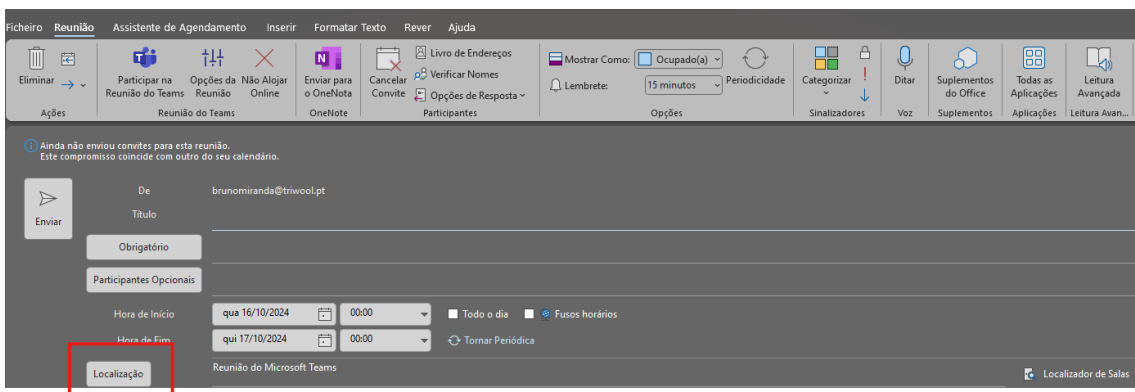 Ficheiro Reunião Assistente de Agendamento Inserir Formatar Texto Rever Ajuda
Eliminar
Participar na Reunião do Teams
Opções da Reunião
Não Alojar Online
Enviar para o OneNota
Cancelar Convite
Livro de Endereços
Verificar Nomes
Opções de Resposta
Mostrar Como: Ocupado(a)
Lembrete: 15 minutos
Periodicidade
Categorizar
Ditar
Suplementos do Office
Todas as Aplicações
Leitura Avançada
Ações Reunião do Teams OneNote Participantes Opções Sinalizadores Voz Suplementos Aplicações Leitura Avan...
Ainda não enviou convites para esta reunião.
Este compromisso coincide com outro do seu calendário.
Enviar
De brunomiranda@triwool.pt
Título
Obrigatório
Participantes Opcionais
Hora de Início qua 16/10/2024 00:00 Todo o dia Fusos horários
Hora de Fim qui 17/10/2024 00:00 Tornar Periódica
Localização Reunião do Microsoft Teams Localizador de Salas